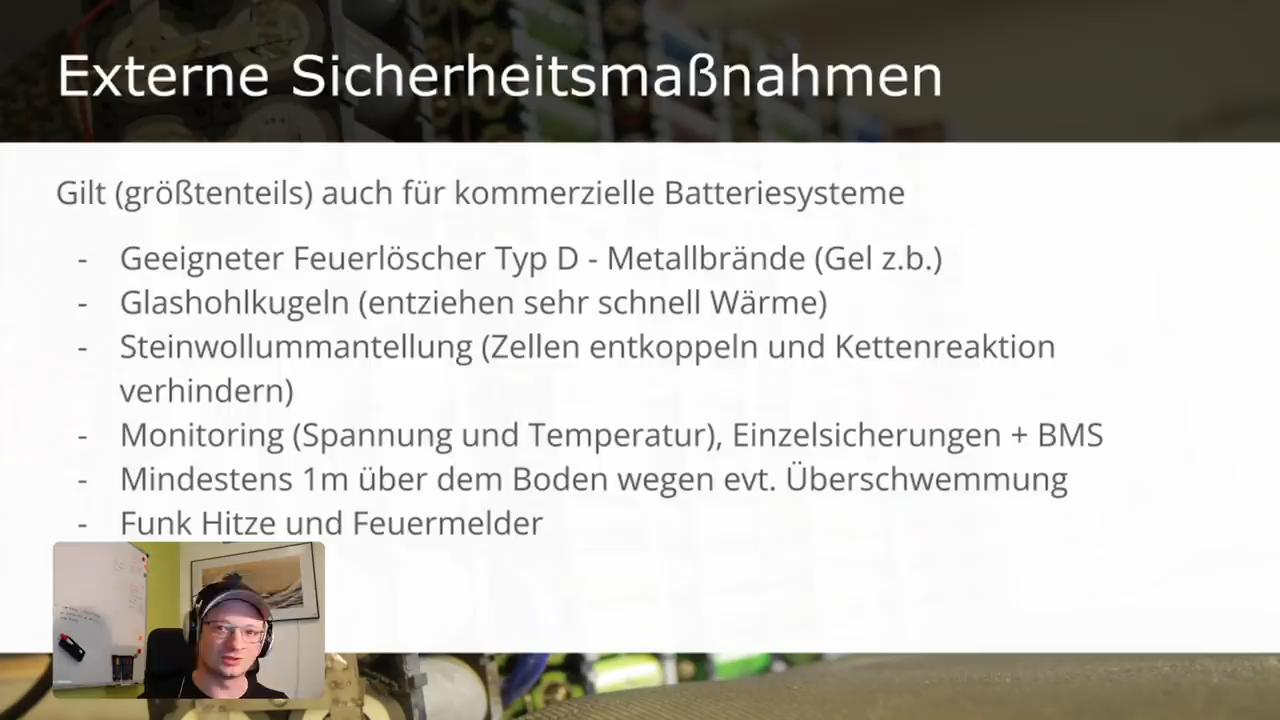 Externe Sicherheitsmaßnahmen
Gilt (größtenteils) auch für kommerzielle Batteriesysteme
- Geeigneter Feuerlöscher Typ D - Metallbrände (Gel z.b.)
- Glashohlkugeln (entziehen sehr schnell Wärme)
- Steinwollummantellung (Zellen entkoppeln und Kettenreaktion
verhindern)
- Monitoring (Spannung und Temperatur), Einzelsicherungen + BMS
- Mindestens 1m über dem Boden wegen evt. Überschwemmung
- Funk Hitze und Feuermelder